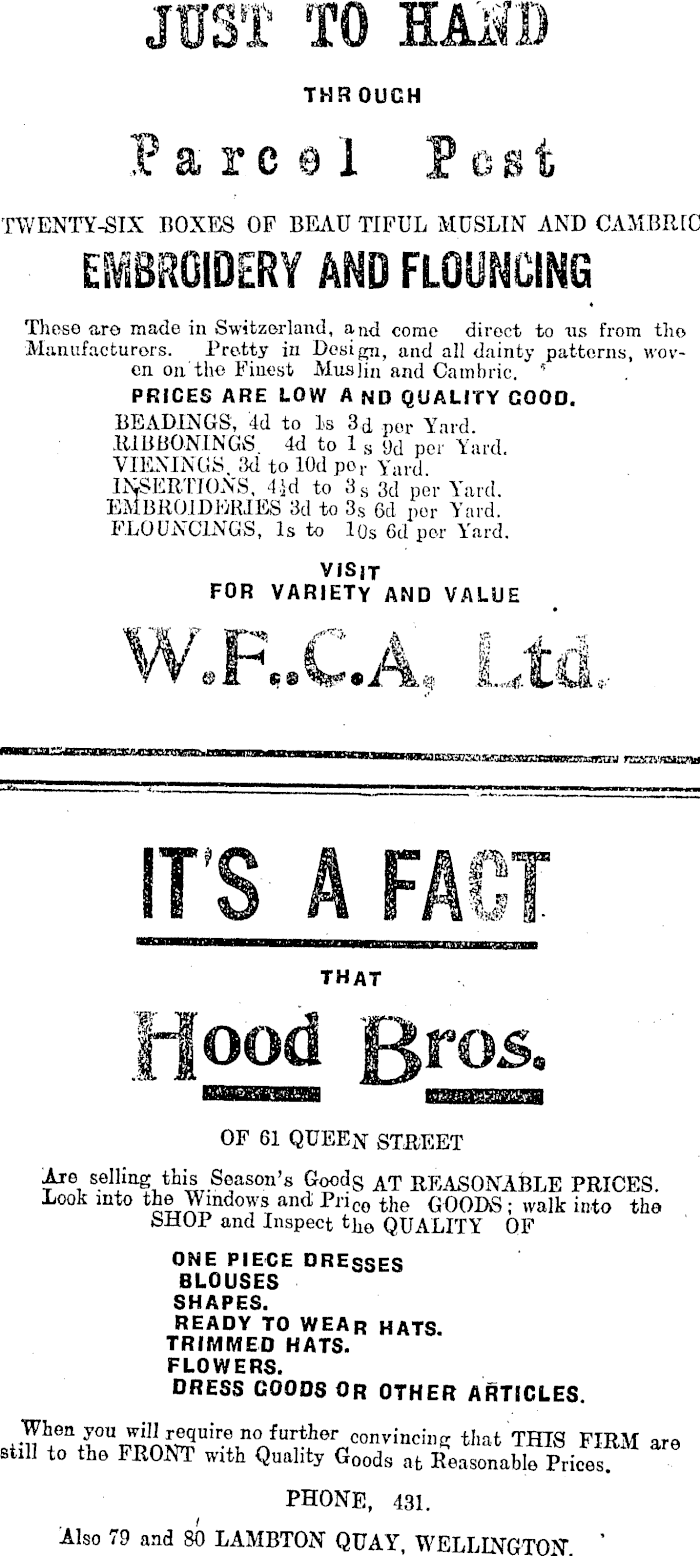 JUST TO HAND
THROUGH
Parcel Post
TWENTY-SIX BOXES OF BEAUTIFUL MUSLIN AND CAMBRIC
EMBROIDERY AND FLOUNCING
These are made in Switzerland, and come direct to us from the
Manufacturers. Pretty in Design, and all dainty patterns, wov-
en on the Finest Muslin and Cambric.
PRICES ARE LOW AND QUALITY GOOD.
BEADINGS, 4d to 1s 3d per Yard.
RIBBONINGS 4d to 1s 9d per Yard.
VIENINGS, 3d to 10d per Yard.
INSERTIONS, 4½d to 3s 3d per Yard.
EMBROIDERIES 3d to 3s 6d per Yard.
FLOUNCINGS, 1s to 10s 6d per Yard.
VISIT
FOR VARIETY AND VALUE
W.F..C.A, Ltd.
IT'S A FACT
THAT
Hood Bros.
OF 61 QUEEN STREET
Are selling this Season's Goods AT REASONABLE PRICES.
Look into the Windows and Price the GOODS; walk into the
SHOP and Inspect the QUALITY OF
ONE PIECE DRESSES
BLOUSES
SHAPES.
READY TO WEAR HATS.
TRIMMED HATS.
FLOWERS.
DRESS GOODS OR OTHER ARTICLES.
When you will require no further convincing that THIS FIRM are
still to the FRONT with Quality Goods at Reasonable Prices.
PHONE, 431.
Also 79 and 80 LAMBTON QUAY, WELLINGTON.